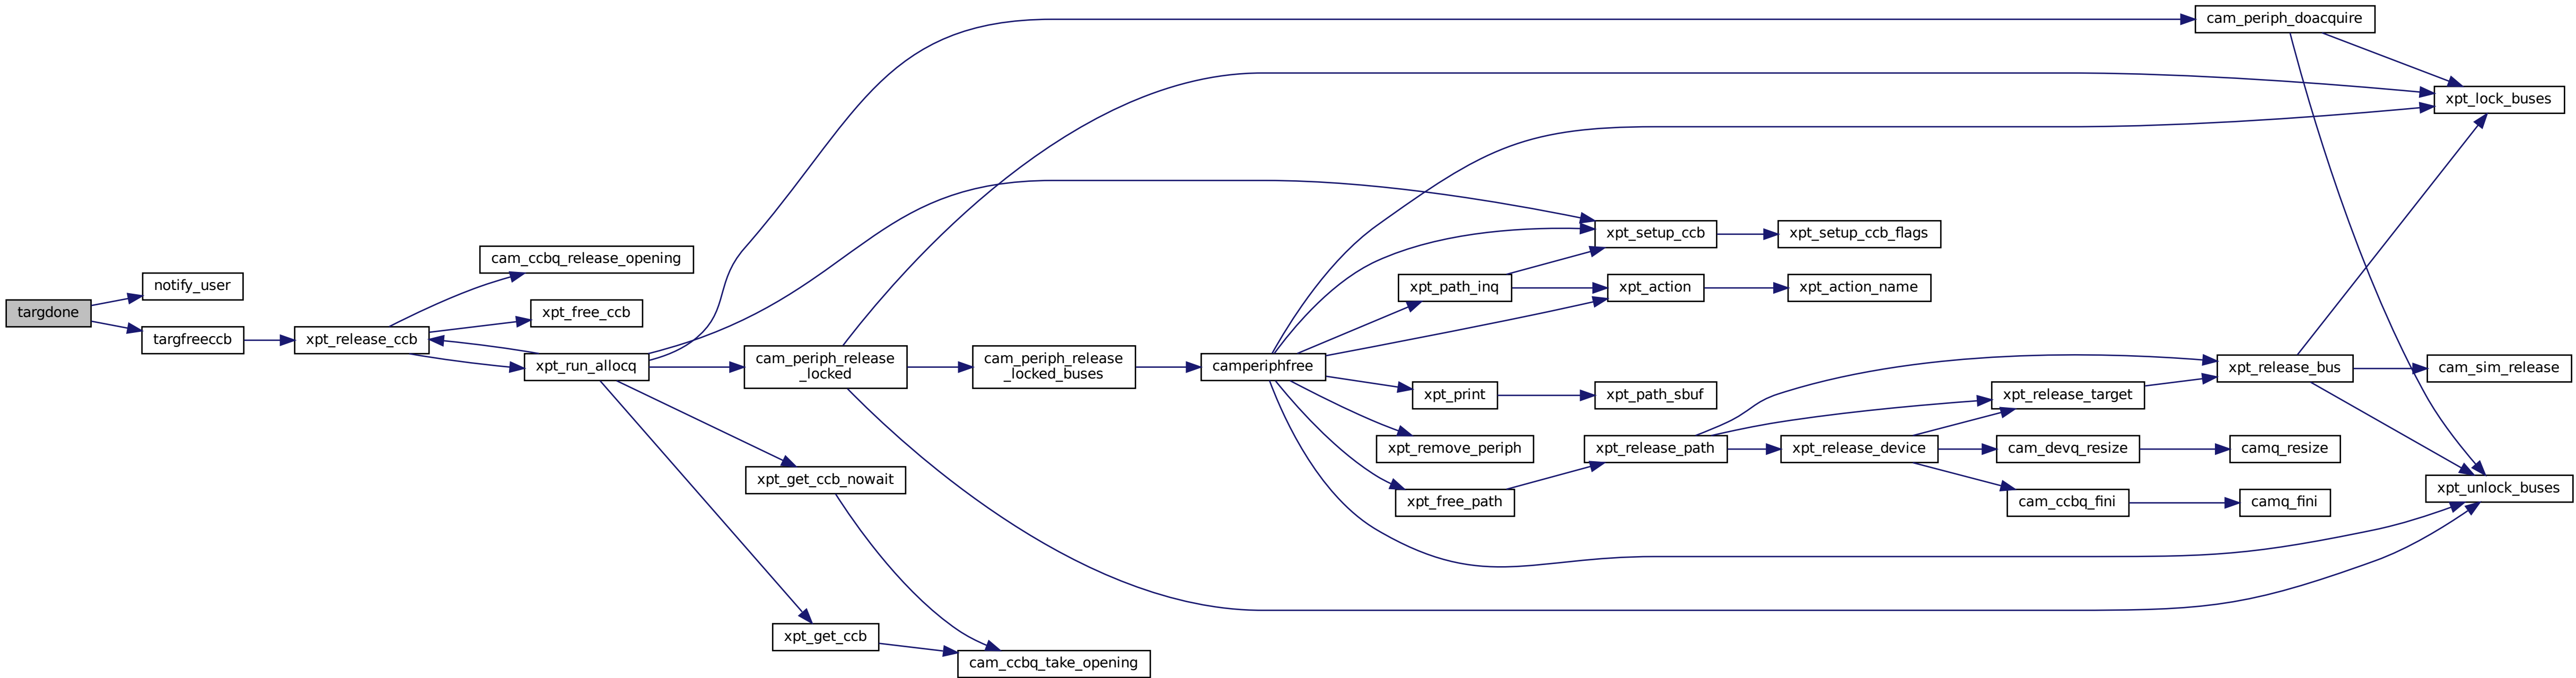 targdone
notify_user
targfreeccb
xpt_release_ccb
cam_ccbq_release_opening
xpt_free_ccb
xpt_run_allocq
cam_periph_release
_locked
xpt_get_ccb_nowait
xpt_get_ccb
cam_periph_release
_locked_buses
cam_ccbq_take_opening
camperiphfree
xpt_path_inq
xpt_print
xpt_remove_periph
xpt_free_path
xpt_setup_ccb
xpt_action
xpt_path_sbuf
xpt_release_path
xpt_setup_ccb_flags
xpt_action_name
xpt_release_device
xpt_release_target
cam_devq_resize
cam_ccbq_fini
cam_periph_doacquire
xpt_release_bus
camq_resize
camq_fini
xpt_lock_buses
cam_sim_release
xpt_unlock_buses